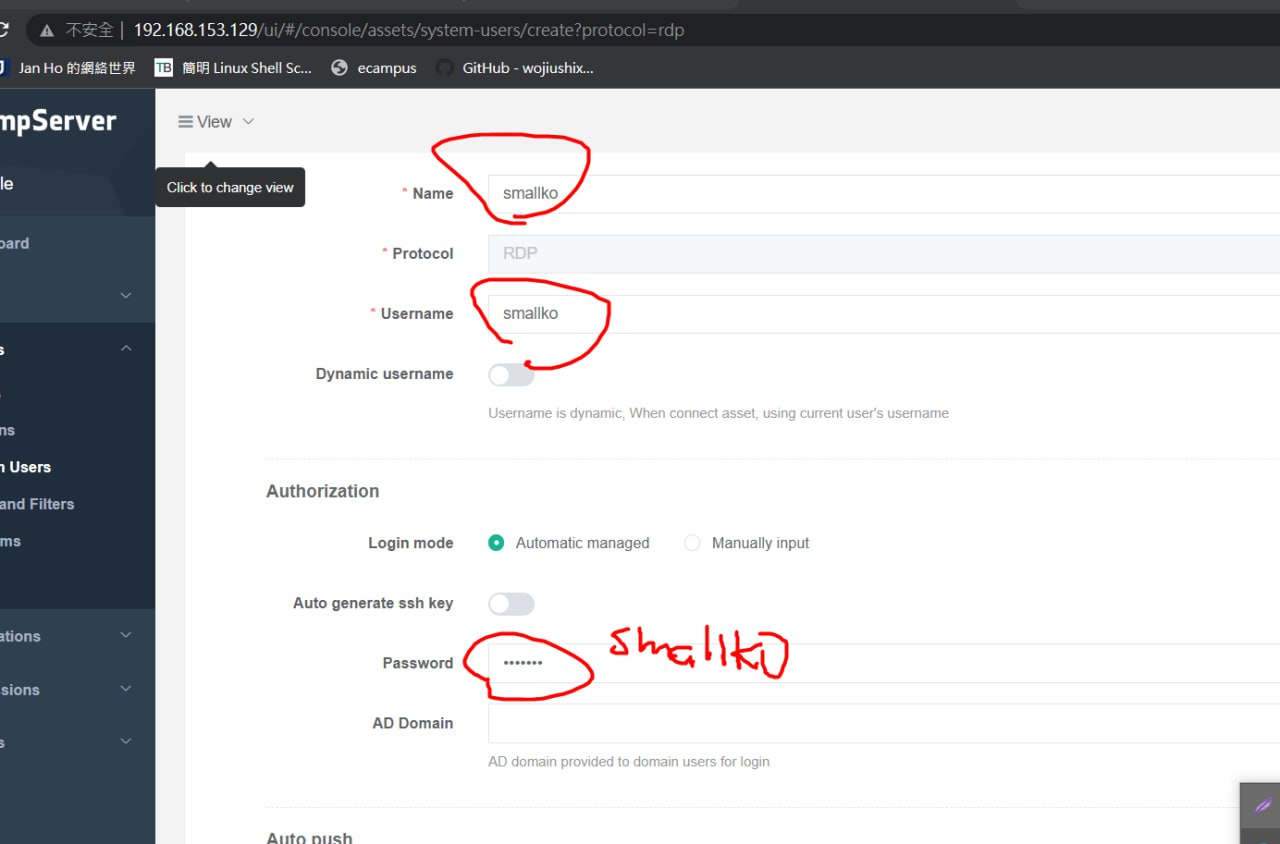 不安全 | 192.168.153.129/ui/#/console/assets/system-users/create?protocol=rdp
Jan Ho 的網絡世界 TB 簡明 Linux Shell Sc... ecampus GitHub - wojiushix...
mpServer
View
le
Click to change view
* Name smallko
oard
* Protocol RDP
* Username smallko
s
Dynamic username
Username is dynamic, When connect asset, using current user's username
ns
n Users
Authorization
and Filters
ms
Login mode Automatic managed Manually input
Auto generate ssh key
ations
smallko
Password •••••••
sions
AD Domain
s
AD domain provided to domain users for login
Auto push